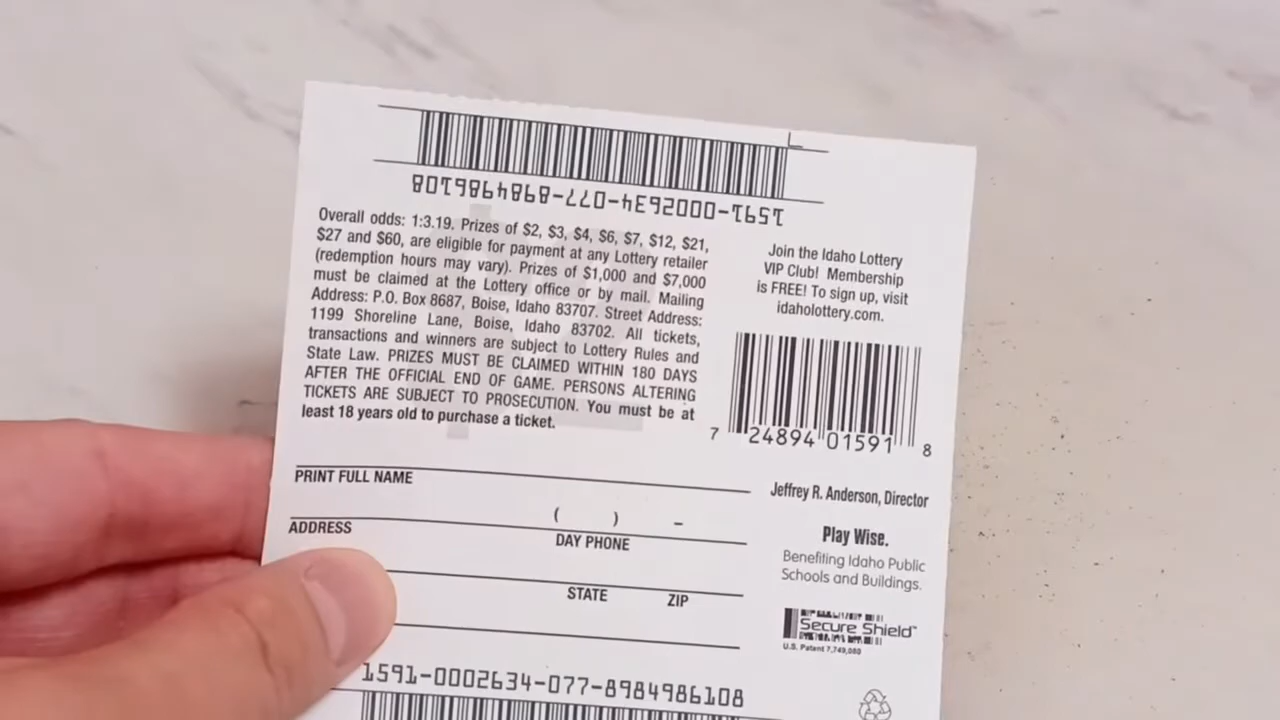 1591-0002634-077-8984986108
Overall odds: 1:3.19. Prizes of $2, $3, $4, $6, $7, $12, $21,
$27 and $60, are eligible for payment at any Lottery retailer
(redemption hours may vary). Prizes of $1,000 and $7,000
must be claimed at the Lottery office or by mail. Mailing
Address: P.O. Box 8687, Boise, Idaho 83707. Street Address:
1199 Shoreline Lane, Boise, Idaho 83702. All tickets,
transactions and winners are subject to Lottery Rules and
State Law. PRIZES MUST BE CLAIMED WITHIN 180 DAYS
AFTER THE OFFICIAL END OF GAME. PERSONS ALTERING
TICKETS ARE SUBJECT TO PROSECUTION. You must be at
least 18 years old to purchase a ticket.
Join the Idaho Lottery
VIP Club! Membership
is FREE! To sign up, visit
idaholottery.com.
7 24894 01591 8
PRINT FULL NAME
ADDRESS
( ) –
DAY PHONE
STATE ZIP
Jeffrey R. Anderson, Director
Play Wise.
Benefiting Idaho Public
Schools and Buildings.
Secure Shield™
U.S. Patent 7,749,080
1591-0002634-077-8984986108